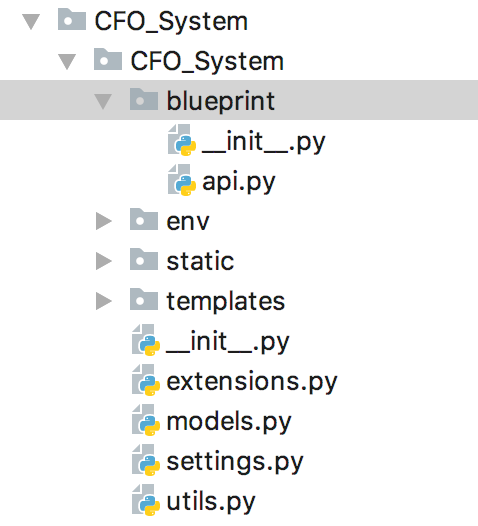 CFO_System
CFO_System
blueprint
__init__.py
api.py
env
static
templates
__init__.py
extensions.py
models.py
settings.py
utils.py